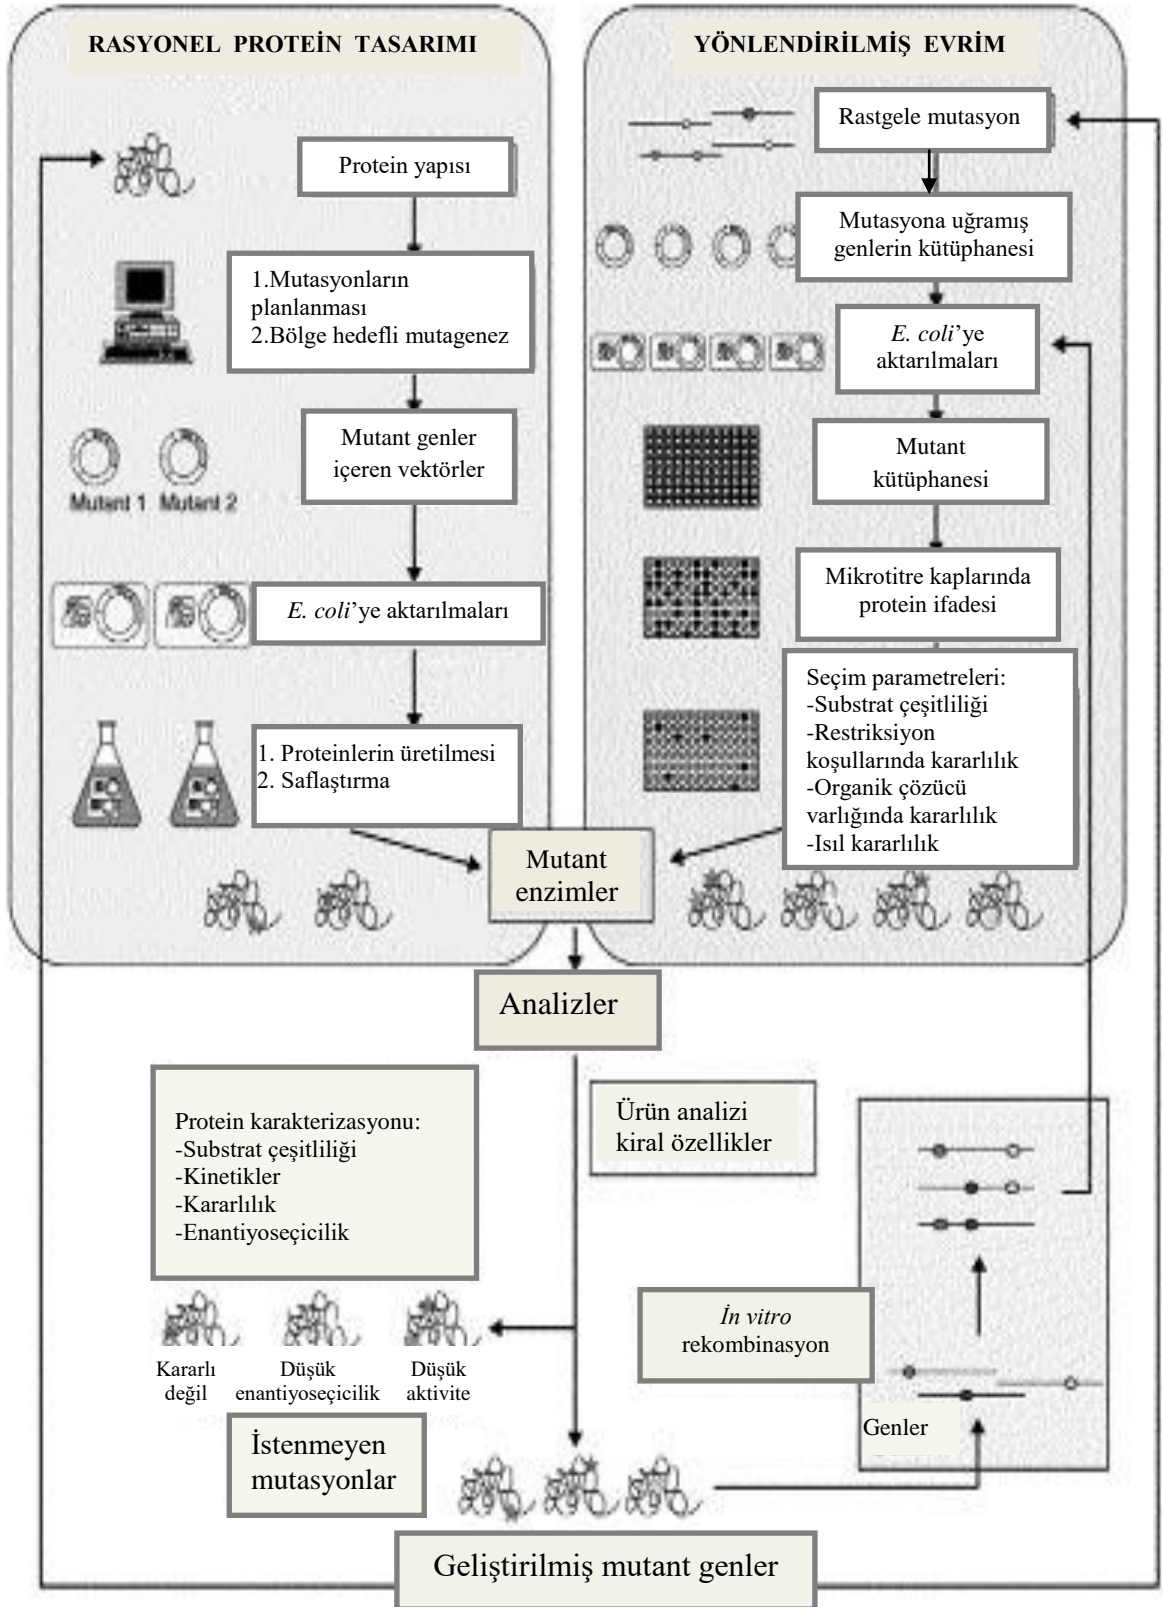 RASYONEL PROTEİN TASARIMI
Protein yapısı
1.Mutasyonların
planlanması
2.Bölge hedefli mutagenez
Mutant genler
içeren vektörler
Mutant 1 Mutant 2
E. coli’ye aktarılmaları
1. Proteinlerin üretilmesi
2. Saflaştırma
YÖNLENDİRİLMİŞ EVRİM
Rastgele mutasyon
Mutasyona uğramış
genlerin kütüphanesi
E. coli’ye
aktarılmaları
Mutant
kütüphanesi
Mikrotitre kaplarında
protein ifadesi
Seçim parametreleri:
-Substrat çeşitliliği
-Restriksiyon
koşullarında kararlılık
-Organik çözücü
varlığında kararlılık
-Isıl kararlılık
Mutant
enzimler
Analizler
Protein karakterizasyonu:
-Substrat çeşitliliği
-Kinetikler
-Kararlılık
-Enantiyoseçicilik
Ürün analizi
kiral özellikler
Kararlı
değil
Düşük
enantiyoseçicilik
Düşük
aktivite
İstenmeyen
mutasyonlar
İn vitro
rekombinasyon
Genler
Geliştirilmiş mutant genler